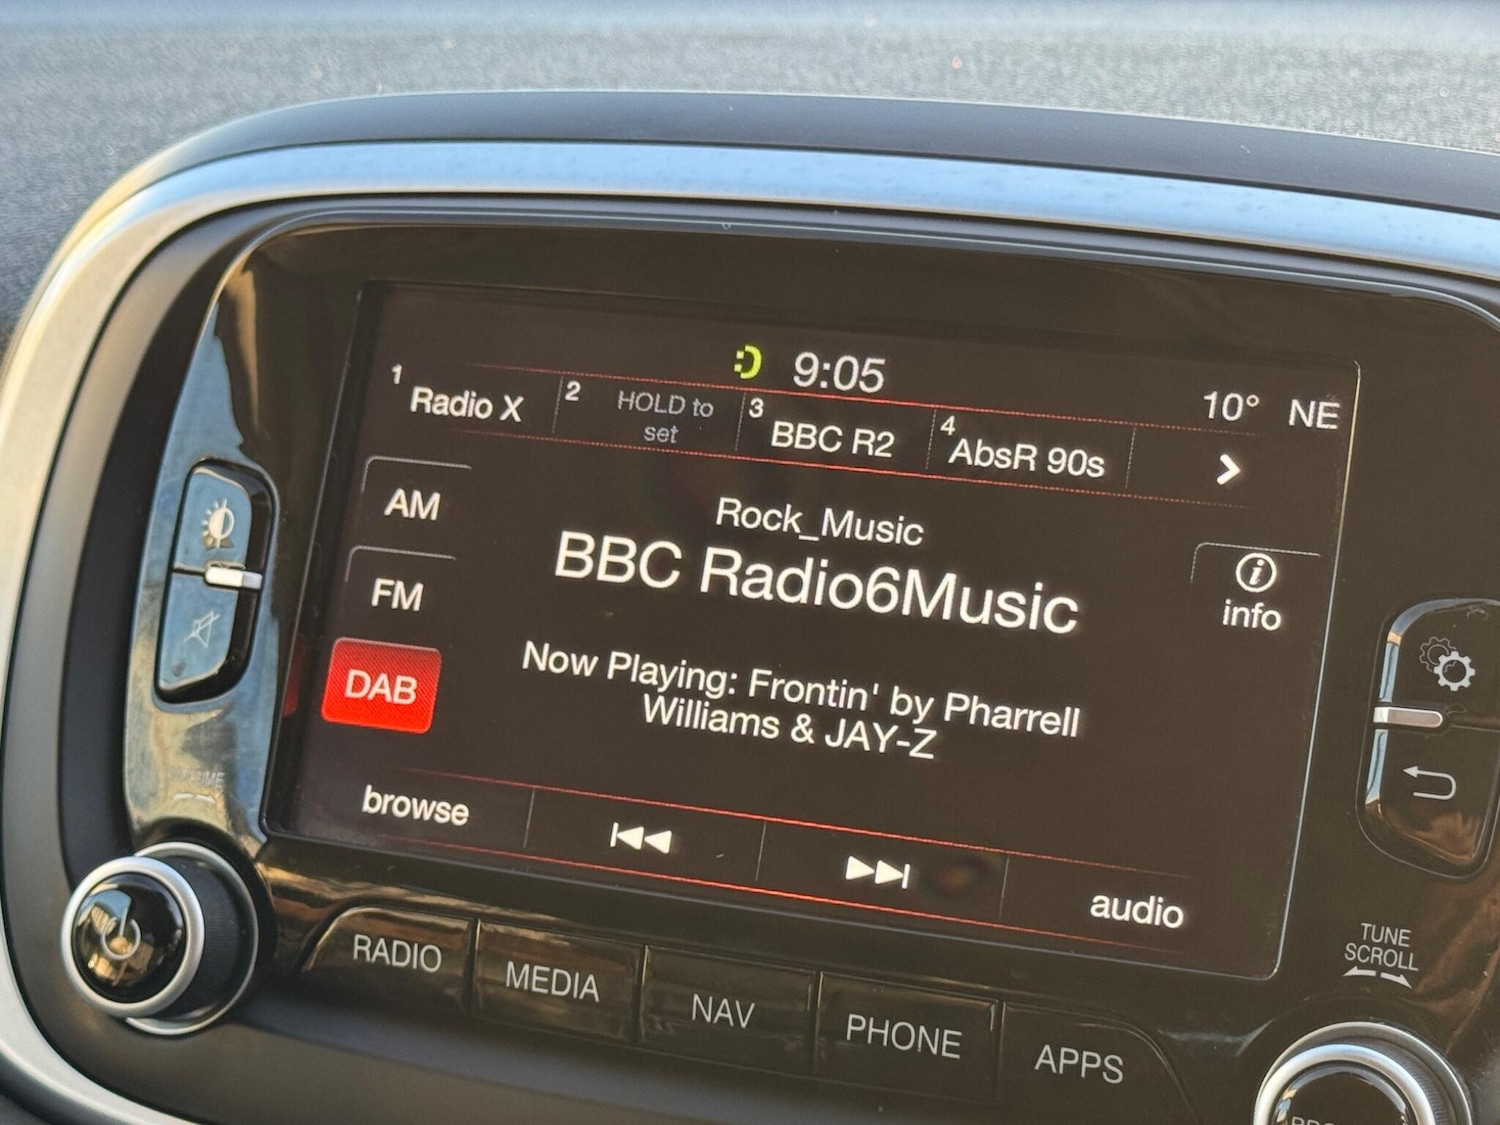 9:05
10° NE
1 Radio X
2 HOLD to
set
3 BBC R2
4 AbsR 90s
AM
Rock_Music
BBC Radio6Music
info
FM
Now Playing: Frontin' by Pharrell
Williams & JAY-Z
DAB
browse
audio
VOLUME
TUNE
SCROLL
RADIO
MEDIA
NAV
PHONE
APPS